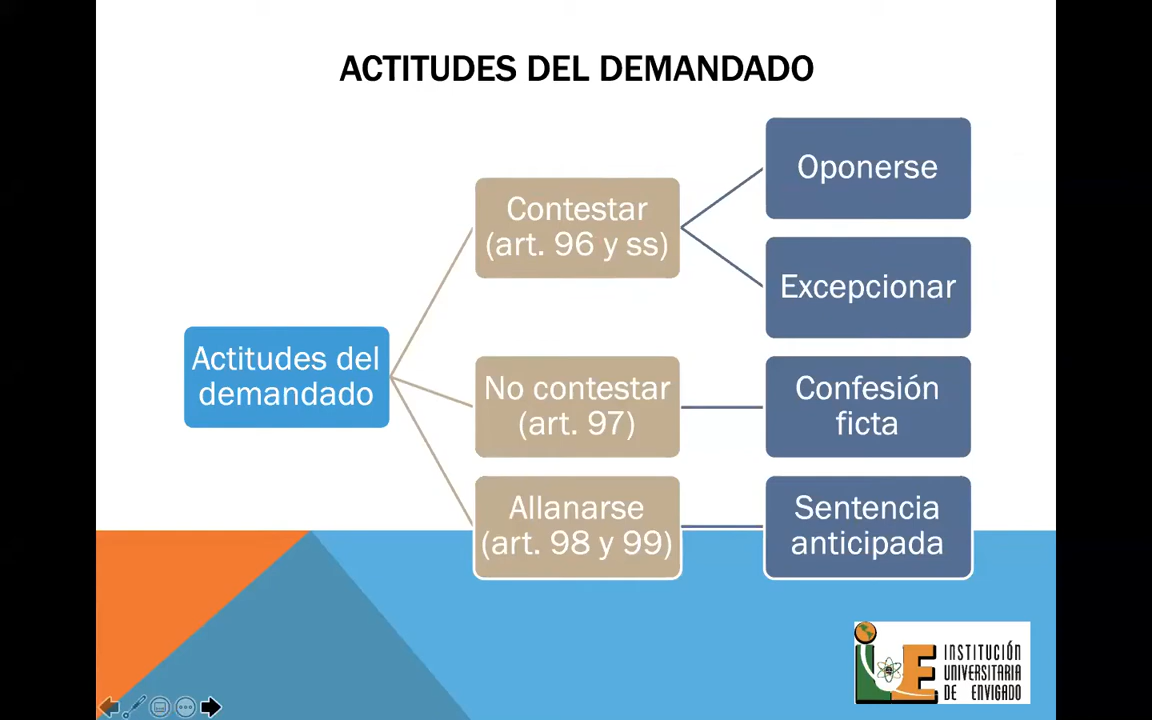 ACTITUDES DEL DEMANDADO
Actitudes del
demandado
Contestar
(art. 96 y ss)
Oponerse
Excepcionar
No contestar
(art. 97)
Confesión
ficta
Allanarse
(art. 98 y 99)
Sentencia
anticipada
INSTITUCIÓN
UNIVERSITARIA
DE ENVIGADO